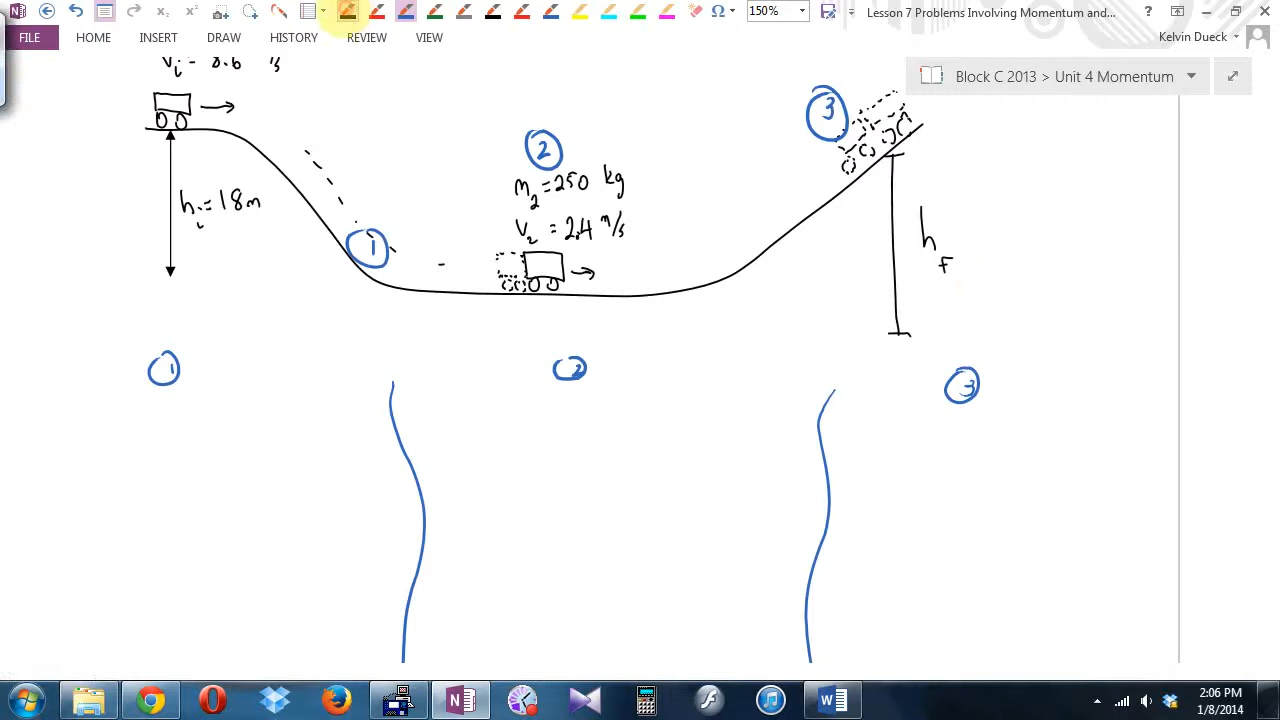 150%
Lesson 7 Problems Involving Momentum and...
?
FILE
HOME
INSERT
DRAW
HISTORY
REVIEW
VIEW
Kelvin Dueck
Block C 2013 > Unit 4 Momentum
hi = 18m
1
2
m2 = 250 kg
v2 = 2.4 m/s
3
hF
1
2
3
2:06 PM
1/8/2014